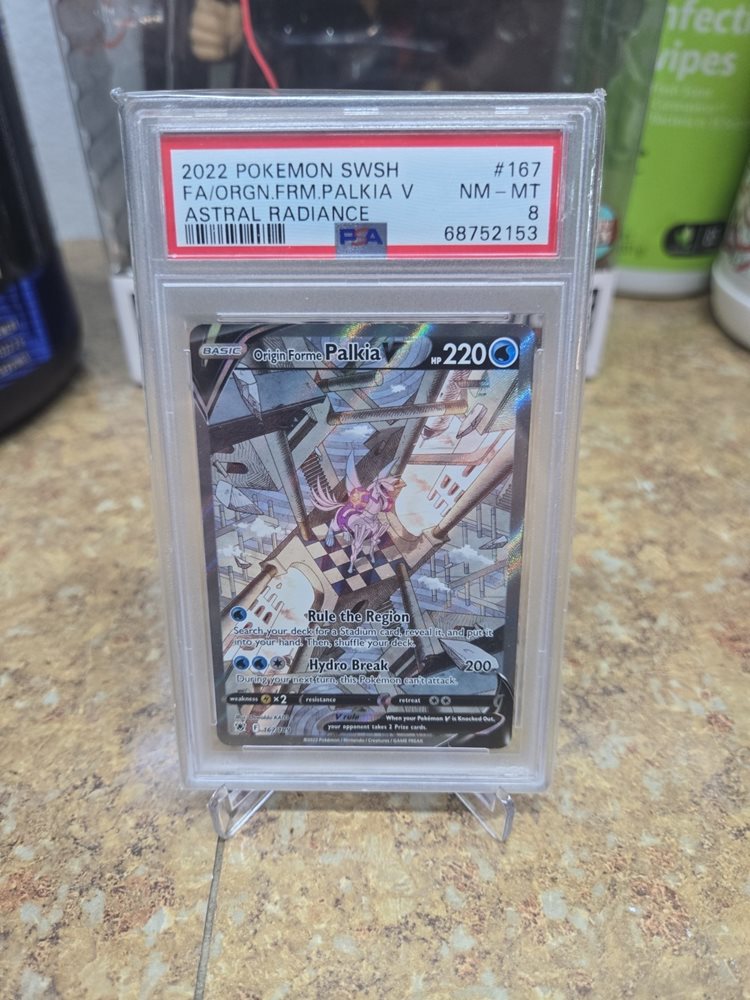 nfect
vipes
2022 POKEMON SWSH #167
FA/ORGN.FRM.PALKIA V NM-MT
ASTRAL RADIANCE 8
PSA 68752153
BASIC Origin Forme Palkia V HP 220
Rule the Region
Search your deck for a Stadium card, reveal it, and put it
into your hand. Then, shuffle your deck.
Hydro Break 200
During your next turn, this Pokémon can't attack.
weakness ×2 resistance retreat
V rule When your Pokémon V is Knocked Out,
your opponent takes 2 Prize cards.
©2022 Pokémon / Nintendo / Creatures / GAME FREAK